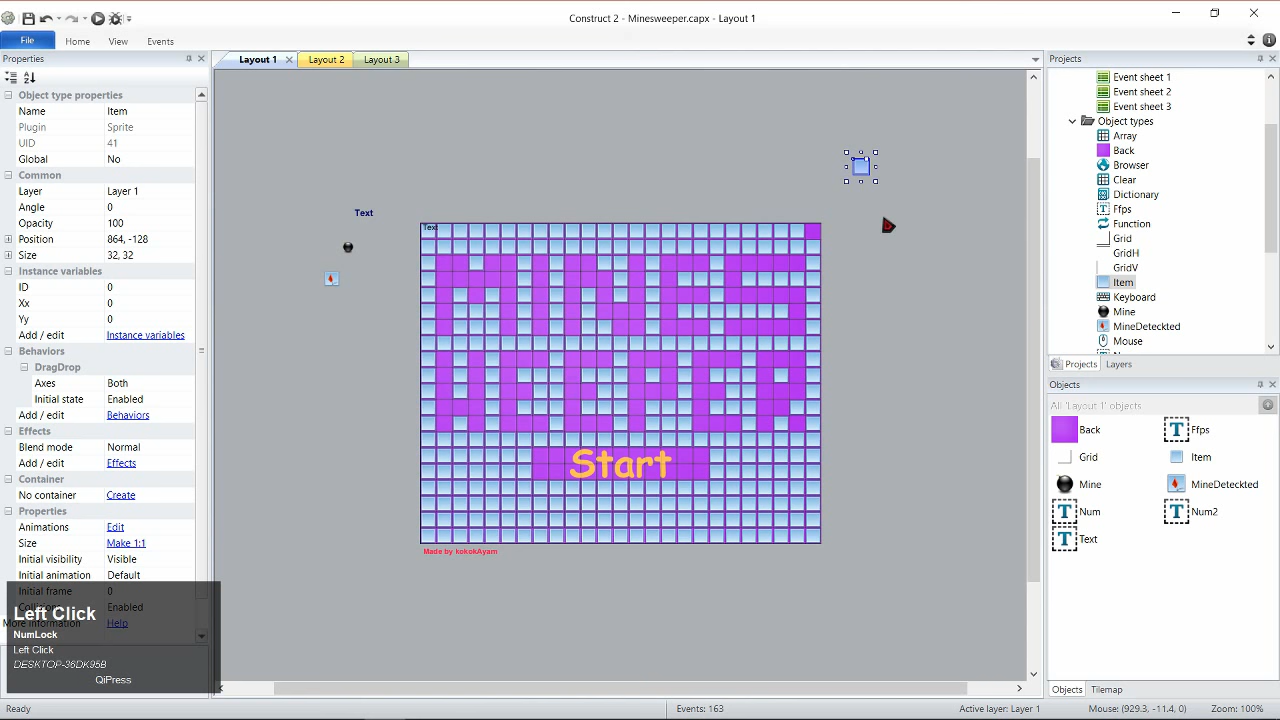 Construct 2 - Minesweeper.capx - Layout 1
File
Home
View
Events
Properties
Object type properties
Name Item
Plugin Sprite
UID 41
Global No
Common
Layer Layer 1
Angle 0
Opacity 100
Position 864, -128
Size 32, 32
Instance variables
ID 0
Xx 0
Yy 0
Add / edit Instance variables
Behaviors
DragDrop
Axes Both
Initial state Enabled
Add / edit Behaviors
Effects
Blend mode Normal
Add / edit Effects
Container
No container Create
Properties
Animations Edit
Size Make 1:1
Initial visibility Visible
Initial animation Default
Initial frame 0
Enabled
Help
Left Click
NumLock
Left Click
DESKTOP-36DK95B
QiPress
Layout 1
Layout 2
Layout 3
Text
Text
MINES
WEEPER
Start
Made by kokokAyam
Projects
Event sheet 1
Event sheet 2
Event sheet 3
Object types
Array
Back
Browser
Clear
Dictionary
Ffps
Function
Grid
GridH
GridV
Item
Keyboard
Mine
MineDeteckted
Mouse
Projects
Layers
Objects
All 'Layout 1' objects
Back
Ffps
Grid
Item
Mine
MineDeteckted
Num
Num2
Text
Objects
Tilemap
Ready
Events: 163
Active layer: Layer 1
Mouse: (929.3, -11.4, 0)
Zoom: 100%